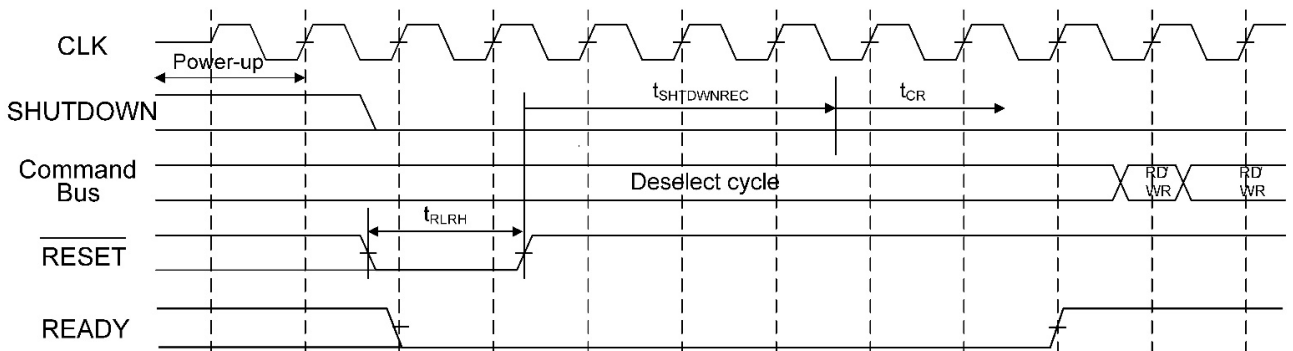 CLK
Power-up
SHUTDOWN
tSHTDWNREC
tCR
Command
Bus
Deselect cycle
RD/
WR
RD/
WR
tRLRH
RESET
READY